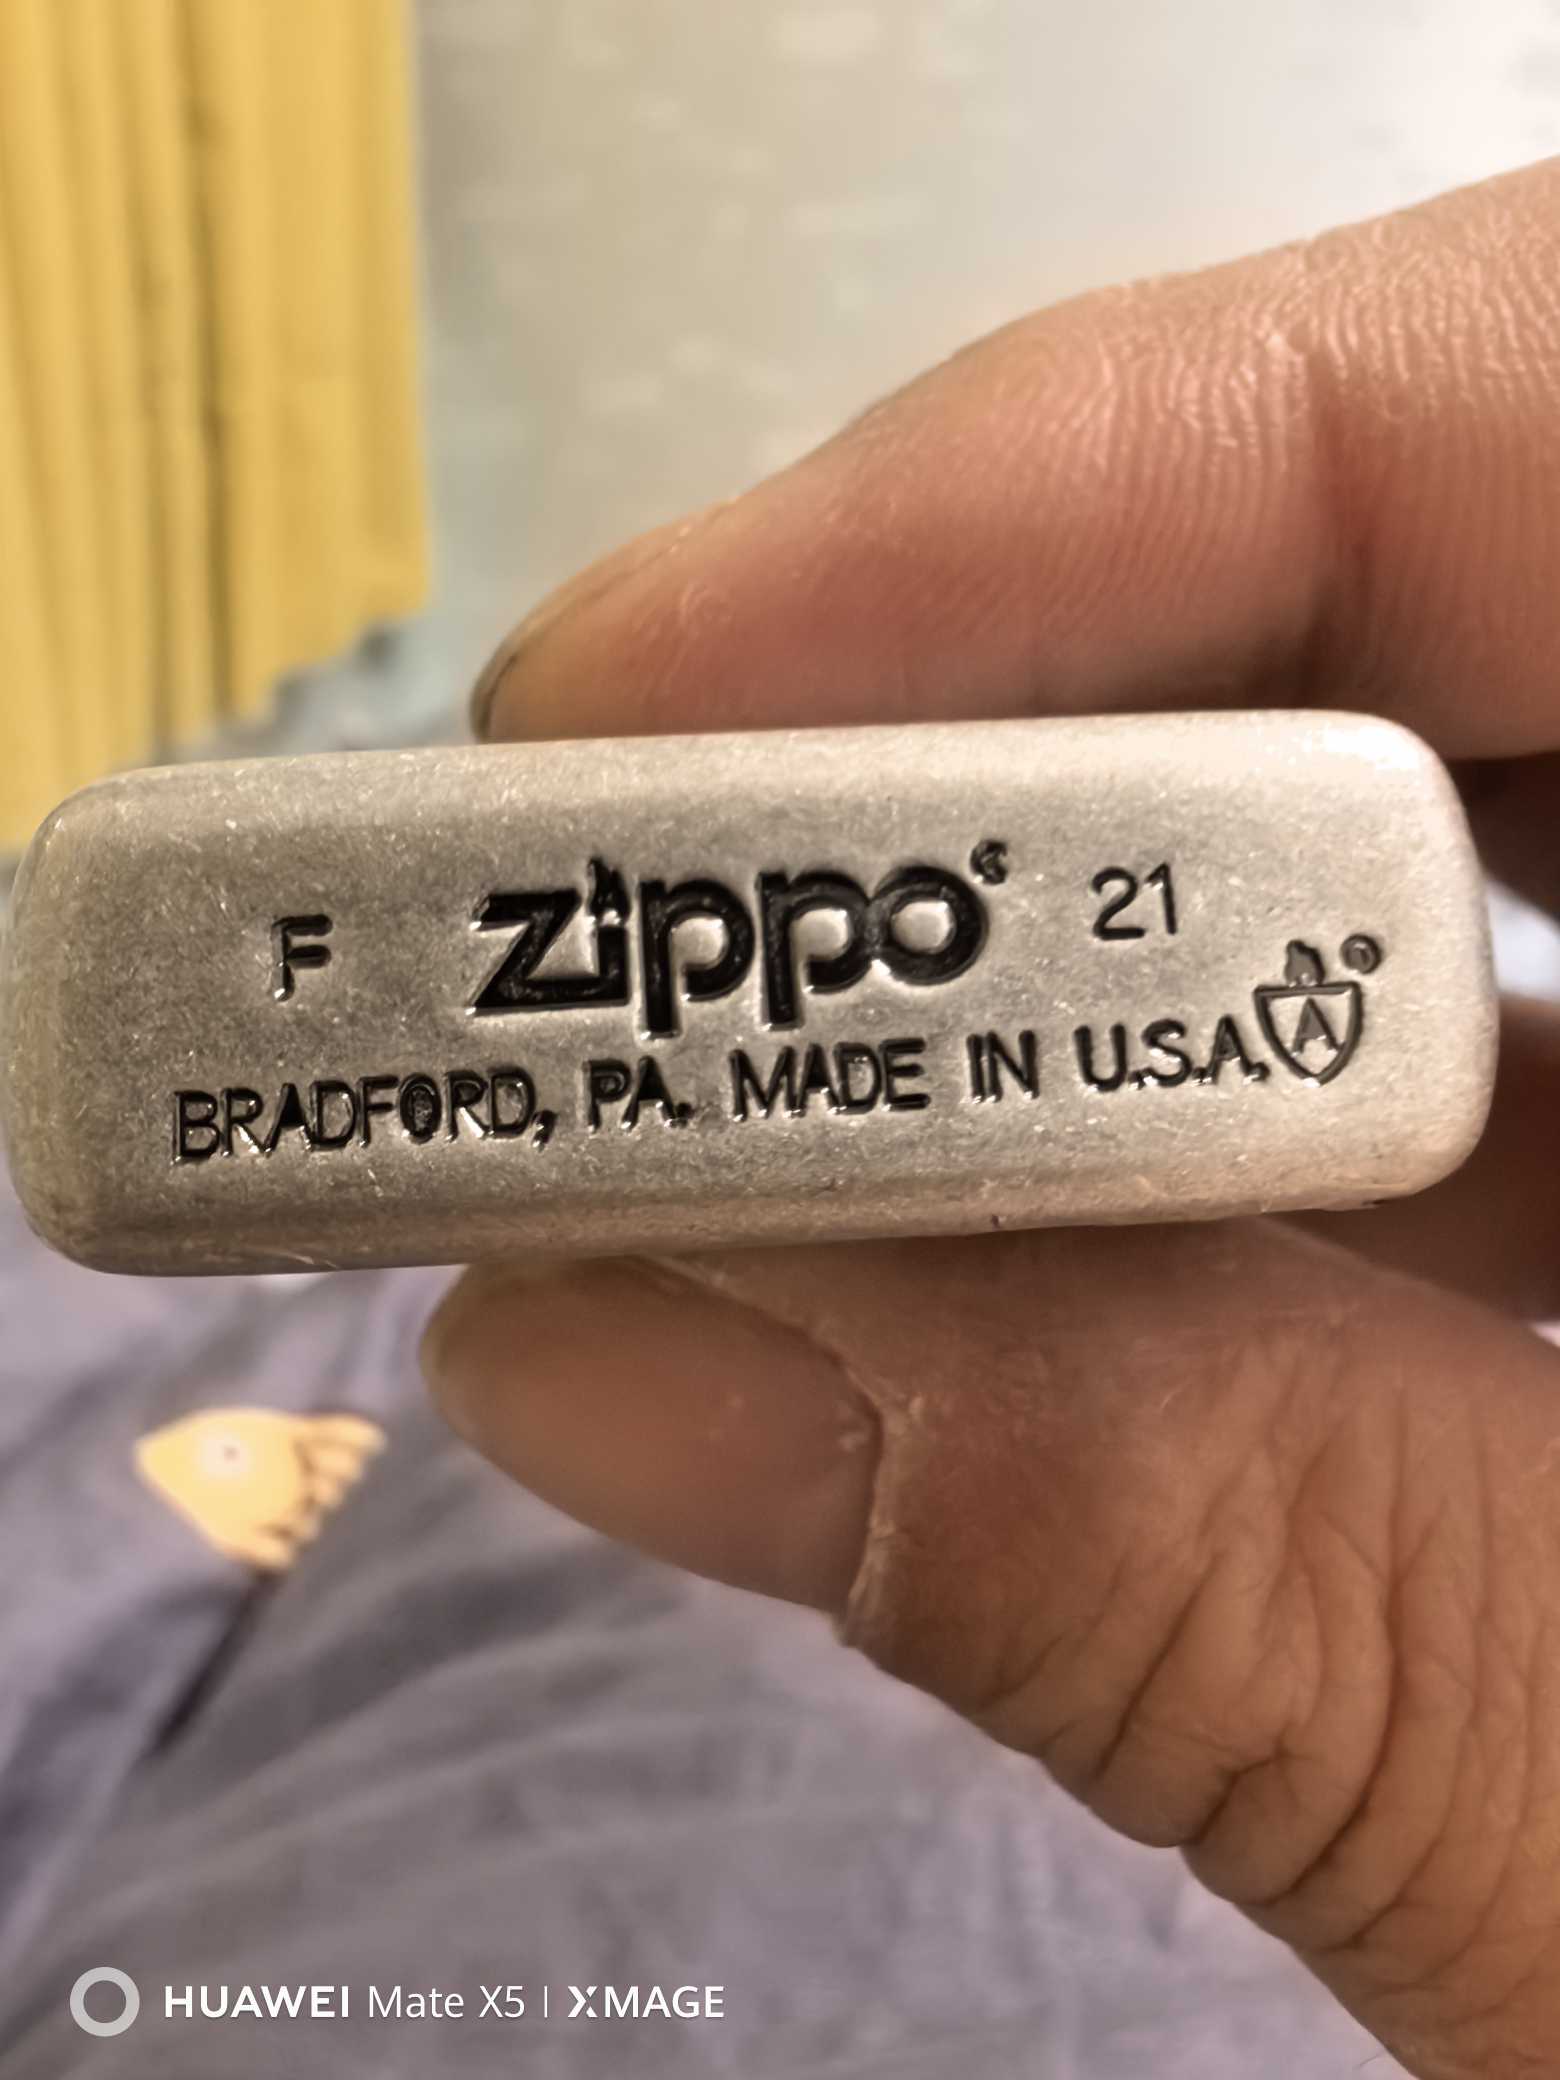 F zippo 21
BRADFORD, PA. MADE IN U.S.A. A
HUAWEI Mate X5 | XMAGE